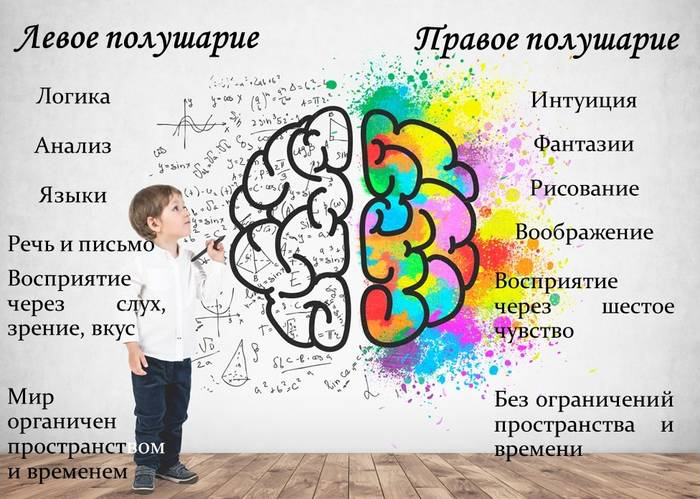 Левое полушарие
Логика
Анализ
Языки
Речь и письмо
Восприятие
через слух,
зрение, вкус
Мир
органичен
пространством
и временем
Правое полушарие
Интуиция
Фантазии
Рисование
Воображение
Восприятие
через шестое
чувство
Без ограничений
пространства и
времени